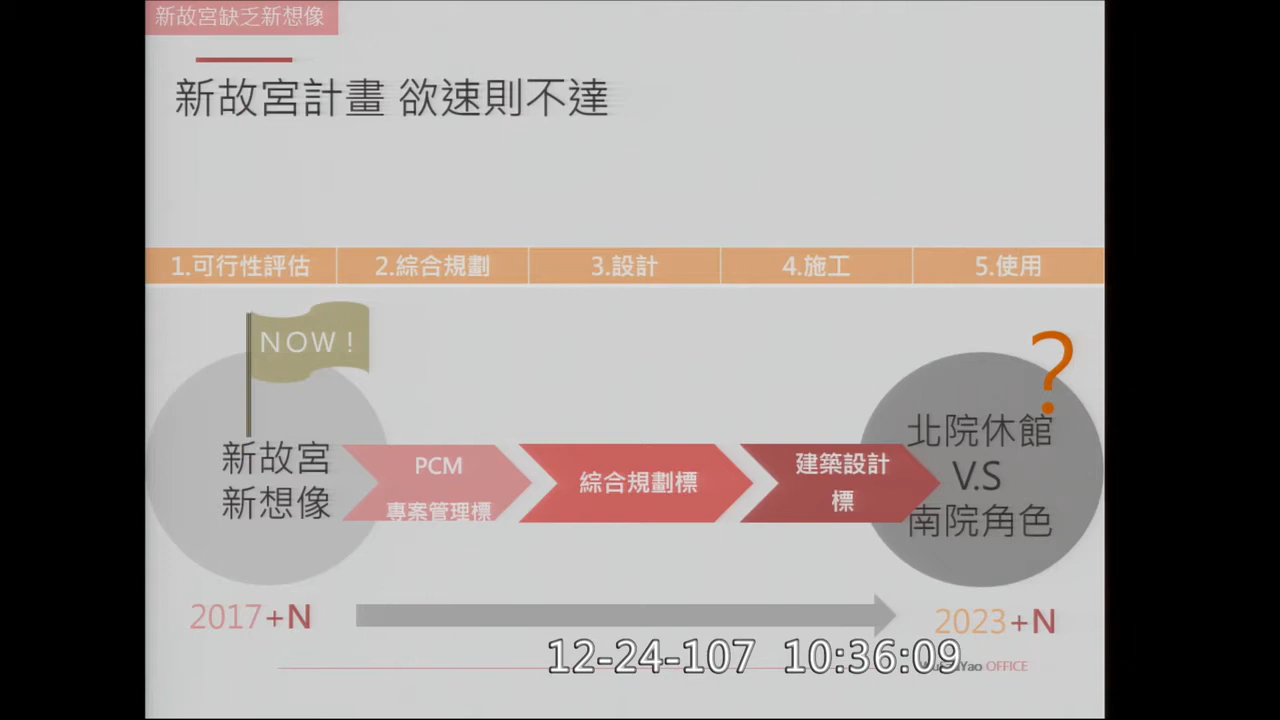 新故宮缺乏新想像
新故宮計畫 欲速則不達
1.可行性評估
2.綜合規劃
3.設計
4.施工
5.使用
NOW!
?
新故宮
新想像
PCM
專案管理標
綜合規劃標
建築設計
標
北院休館
V.S
南院角色
2017+N
2023+N
12-24-107 10:36:09
OFFICE